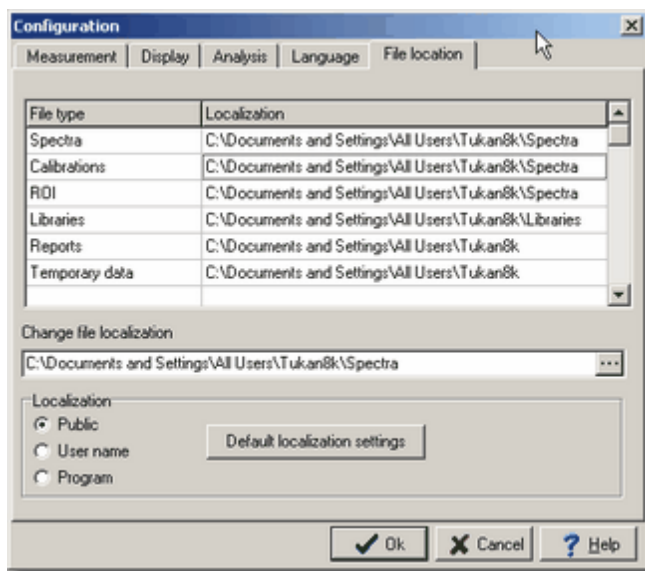 Configuration
Measurement Display Analysis Language File location
File type Localization
Spectra C:\Documents and Settings\All Users\Tukan8k\Spectra
Calibrations C:\Documents and Settings\All Users\Tukan8k\Spectra
ROI C:\Documents and Settings\All Users\Tukan8k\Spectra
Libraries C:\Documents and Settings\All Users\Tukan8k\Libraries
Reports C:\Documents and Settings\All Users\Tukan8k
Temporary data C:\Documents and Settings\All Users\Tukan8k
Change file localization
C:\Documents and Settings\All Users\Tukan8k\Spectra ...
Localization
Public
User name
Program
Default localization settings
Ok Cancel ? Help